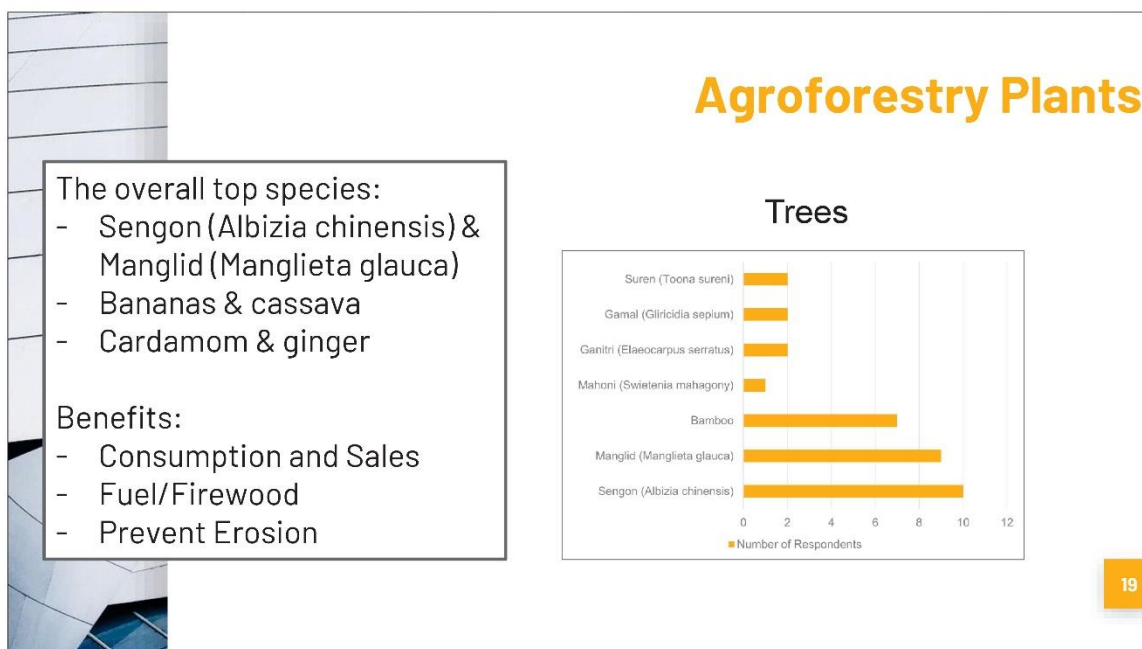 Agroforestry Plants
The overall top species:
- Sengon (Albizia chinensis) &
Manglid (Manglieta glauca)
- Bananas & cassava
- Cardamom & ginger
Benefits:
- Consumption and Sales
- Fuel/Firewood
- Prevent Erosion
Trees
Suren (Toona sureni)
Gamal (Gliricidia sepium)
Ganitri (Elaeocarpus serratus)
Mahoni (Swietenia mahagony)
Bamboo
Manglid (Manglieta glauca)
Sengon (Albizia chinensis)
0 2 4 6 8 10 12
Number of Respondents
19